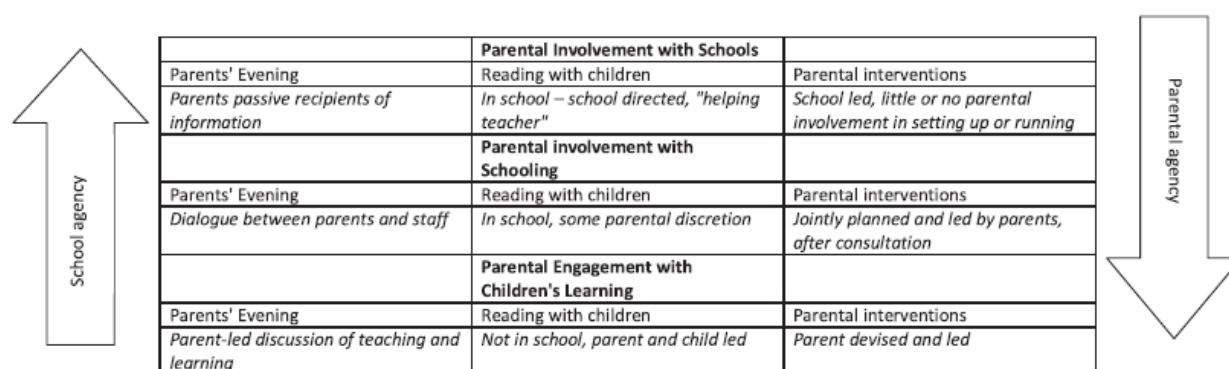 School agency
Parental Involvement with Schools
Parents' Evening
Reading with children
Parental interventions
Parents passive recipients of
information
In school – school directed, "helping
teacher"
School led, little or no parental
involvement in setting up or running
Parental involvement with
Schooling
Parents' Evening
Reading with children
Parental interventions
Dialogue between parents and staff
In school, some parental discretion
Jointly planned and led by parents,
after consultation
Parental Engagement with
Children's Learning
Parents' Evening
Reading with children
Parental interventions
Parent-led discussion of teaching and
learning
Not in school, parent and child led
Parent devised and led
Parental agency